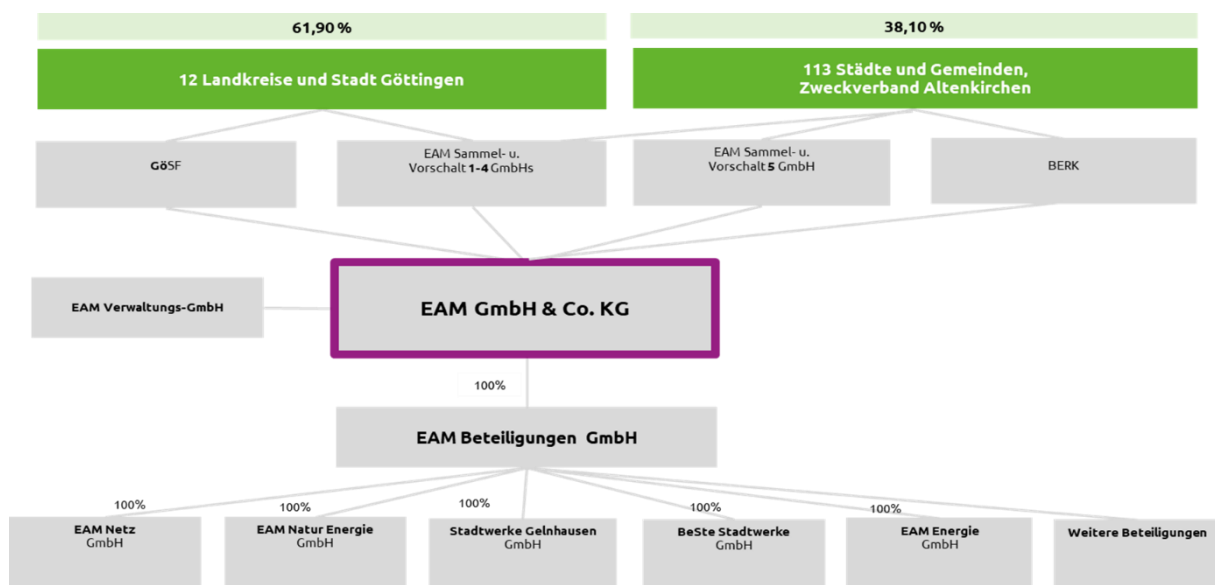 61,90 %
38,10 %
12 Landkreise und Stadt Göttingen
113 Städte und Gemeinden,
Zweckverband Altenkirchen
GöSF
EAM Sammel- u.
Vorschalt 1-4 GmbHs
EAM Sammel- u.
Vorschalt 5 GmbH
BERK
EAM Verwaltungs-GmbH
EAM GmbH & Co. KG
100%
EAM Beteiligungen GmbH
100%
100%
100%
100%
100%
EAM Netz
GmbH
EAM Natur Energie
GmbH
Stadtwerke Gelnhausen
GmbH
BeSte Stadtwerke
GmbH
EAM Energie
GmbH
Weitere Beteiligungen